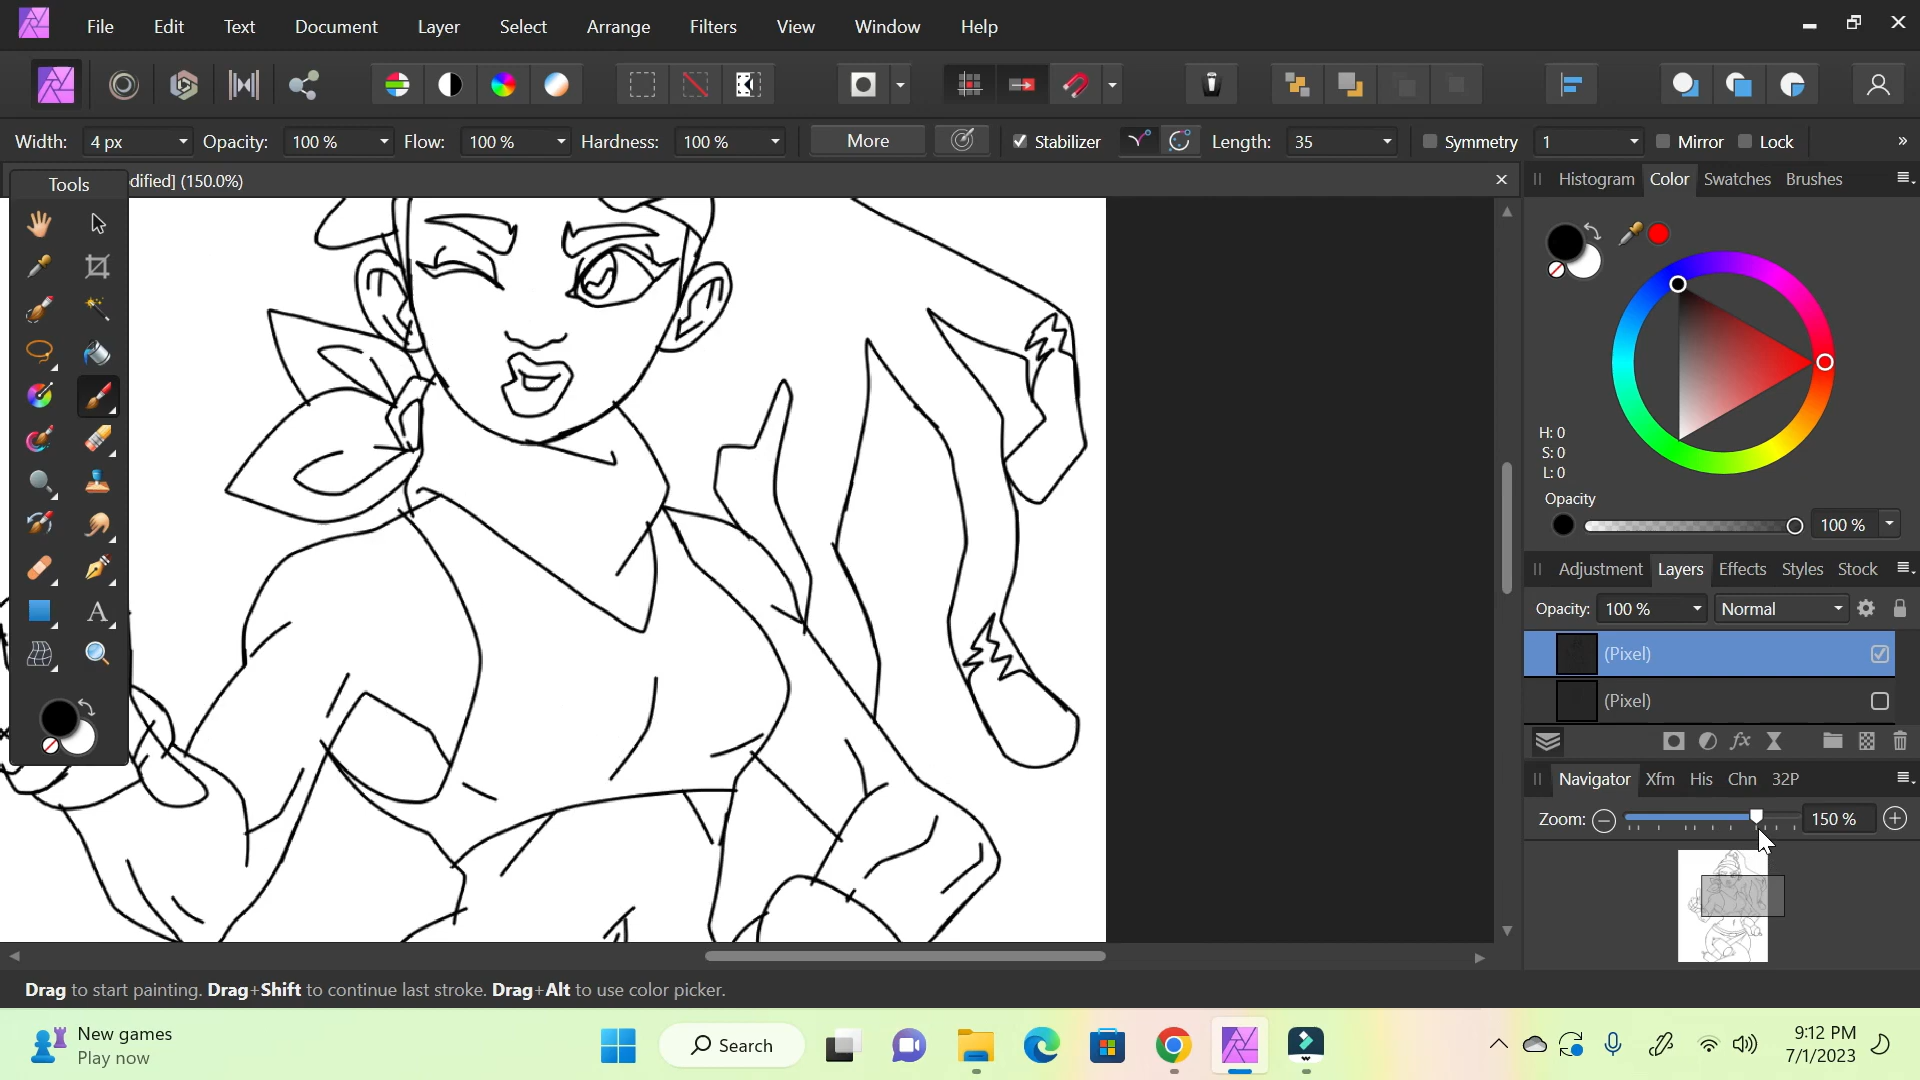 File Edit Text Document Layer Select Arrange Filters View Window Help
Width: 4 px Opacity: 100 % Flow: 100 % Hardness: 100 % More Stabilizer Length: 35 Symmetry 1 Mirror Lock »
Tools
dified] (150.0%)
Histogram Color Swatches Brushes
H: 0
S: 0
L: 0
Opacity
100 %
Adjustment Layers Effects Styles Stock
Opacity: 100 % Normal
(Pixel)
(Pixel)
Navigator Xfm His Chn 32P
Zoom: 150 %
Drag to start painting. Drag+Shift to continue last stroke. Drag+Alt to use color picker.
New games
Play now
Search
9:12 PM
7/1/2023